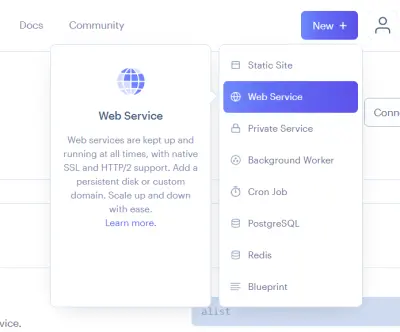 Docs
Community
New +
Web Service
Web services are kept up and
running at all times, with native
SSL and HTTP/2 support. Add a
persistent disk or custom
domain. Scale up and down
with ease.
Learn more.
Static Site
Web Service
Private Service
Background Worker
Cron Job
PostgreSQL
Redis
Blueprint
Conn
alist
vice.